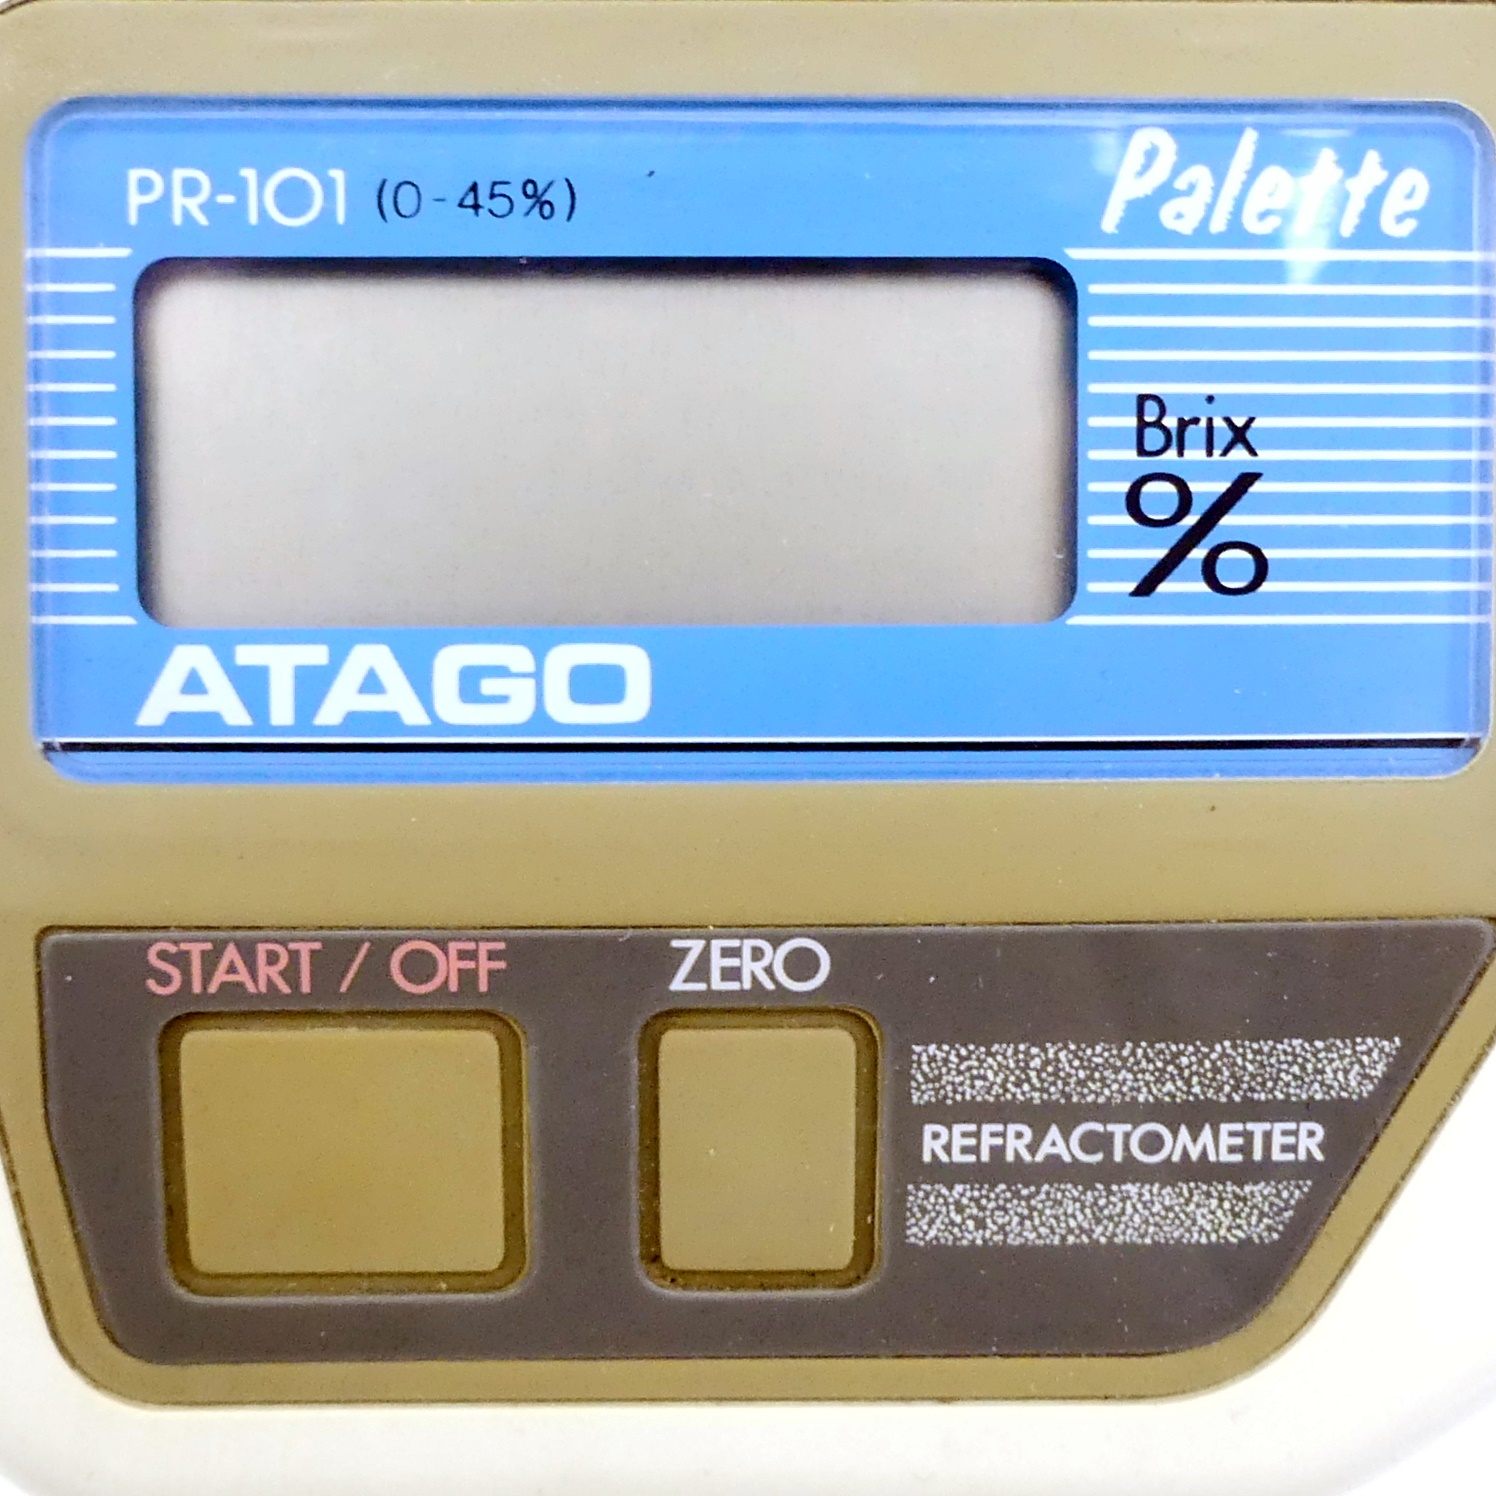 PR-101 (0-45%) Palette
Brix
%
ATAGO
START / OFF ZERO
REFRACTOMETER